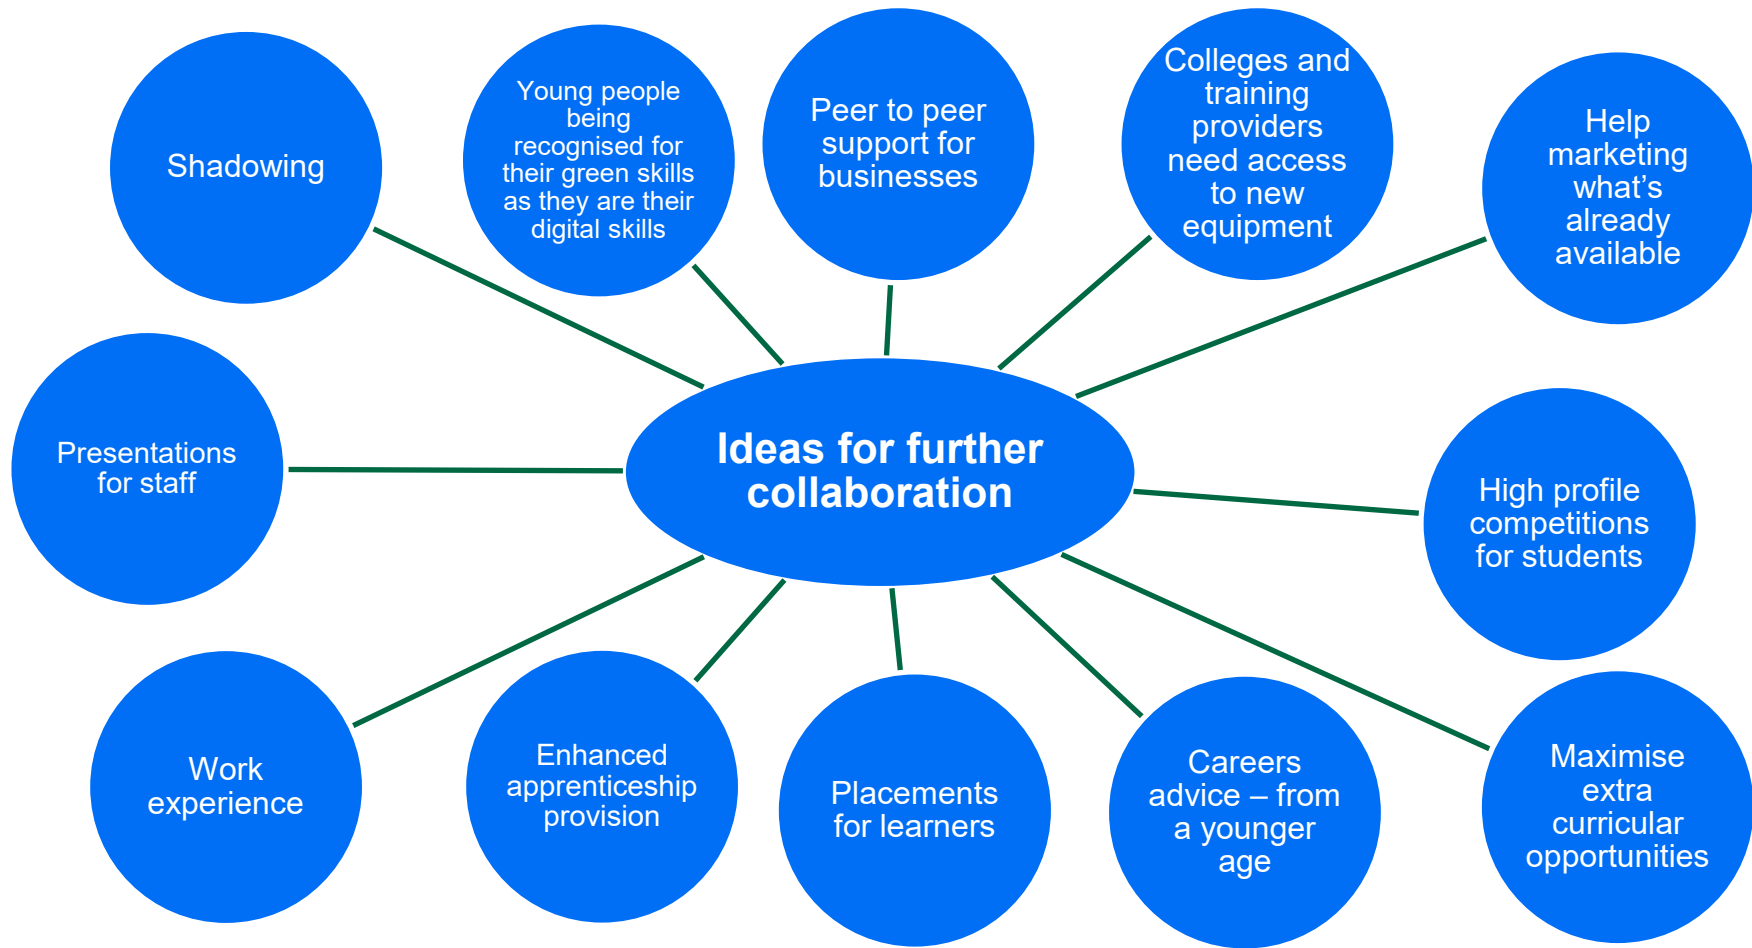 Shadowing
Young people
being
recognised for
their green skills
as they are their
digital skills
Peer to peer
support for
businesses
Colleges and
training
providers
need access
to new
equipment
Help
marketing
what’s
already
available
Presentations
for staff
Ideas for further
collaboration
High profile
competitions
for students
Work
experience
Enhanced
apprenticeship
provision
Placements
for learners
Careers
advice – from
a younger
age
Maximise
extra
curricular
opportunities